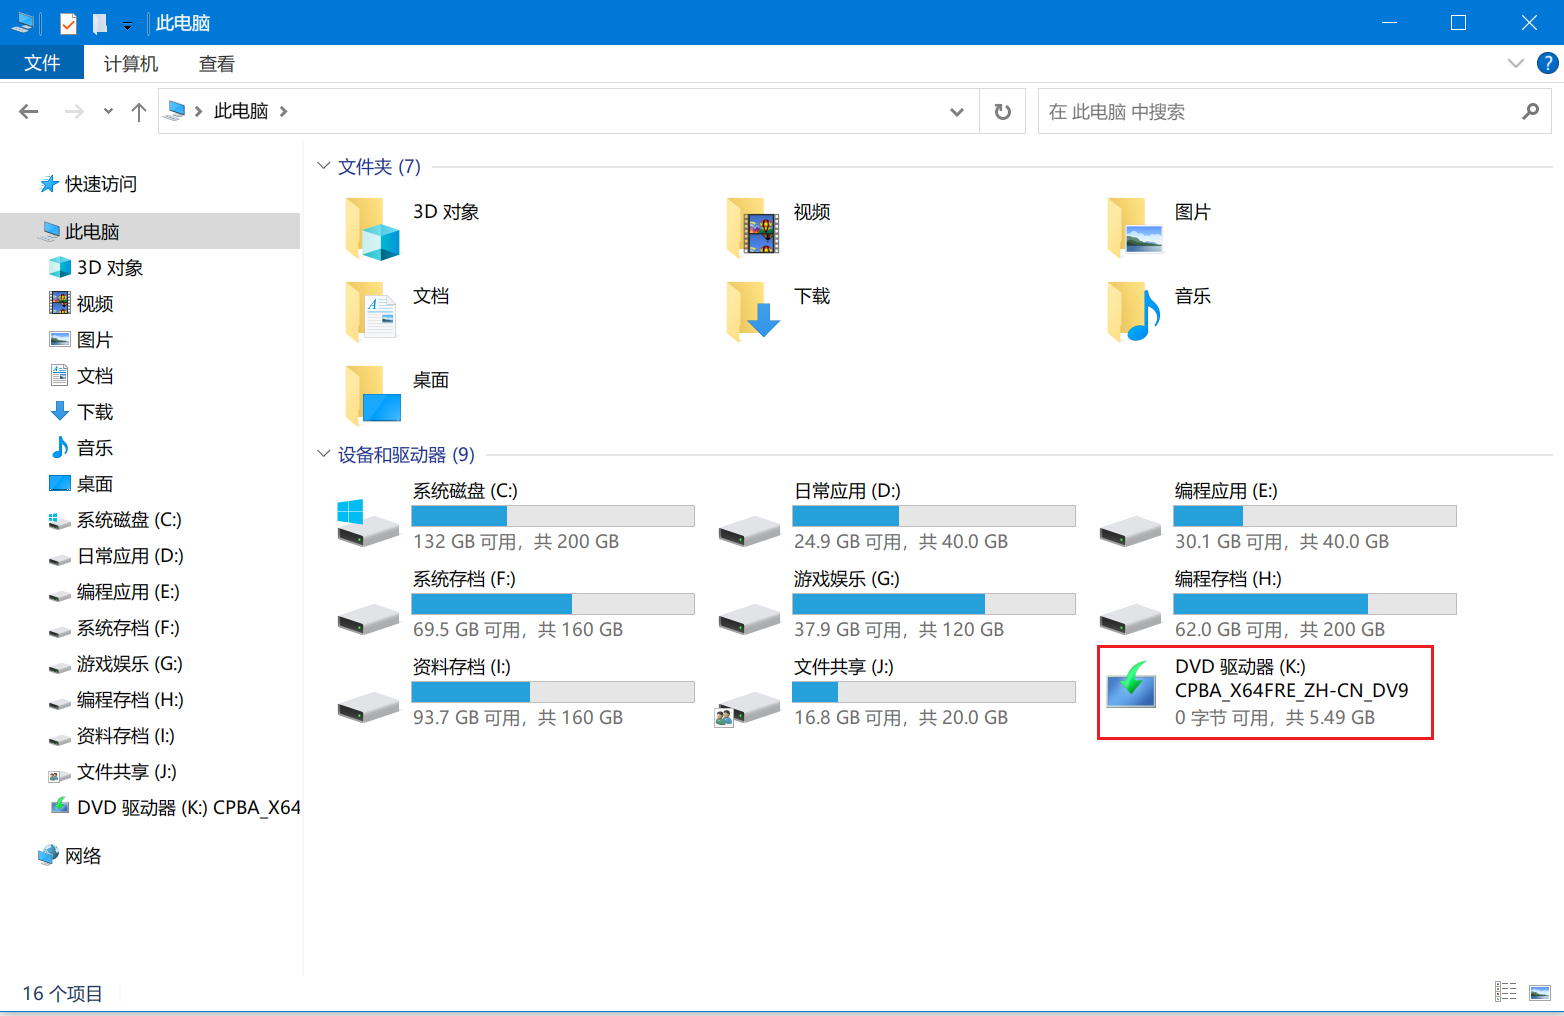 此电脑
文件 计算机 查看
此电脑
在 此电脑 中搜索
快速访问
此电脑
3D 对象
视频
图片
文档
下载
音乐
桌面
系统磁盘 (C:)
日常应用 (D:)
编程应用 (E:)
系统存档 (F:)
游戏娱乐 (G:)
编程存档 (H:)
资料存档 (I:)
文件共享 (J:)
DVD 驱动器 (K:) CPBA_X64
网络
文件夹 (7)
3D 对象
视频
图片
文档
下载
音乐
桌面
设备和驱动器 (9)
系统磁盘 (C:)
132 GB 可用，共 200 GB
日常应用 (D:)
24.9 GB 可用，共 40.0 GB
编程应用 (E:)
30.1 GB 可用，共 40.0 GB
系统存档 (F:)
69.5 GB 可用，共 160 GB
游戏娱乐 (G:)
37.9 GB 可用，共 120 GB
编程存档 (H:)
62.0 GB 可用，共 200 GB
资料存档 (I:)
93.7 GB 可用，共 160 GB
文件共享 (J:)
16.8 GB 可用，共 20.0 GB
DVD 驱动器 (K:)
CPBA_X64FRE_ZH-CN_DV9
0 字节 可用，共 5.49 GB
16 个项目